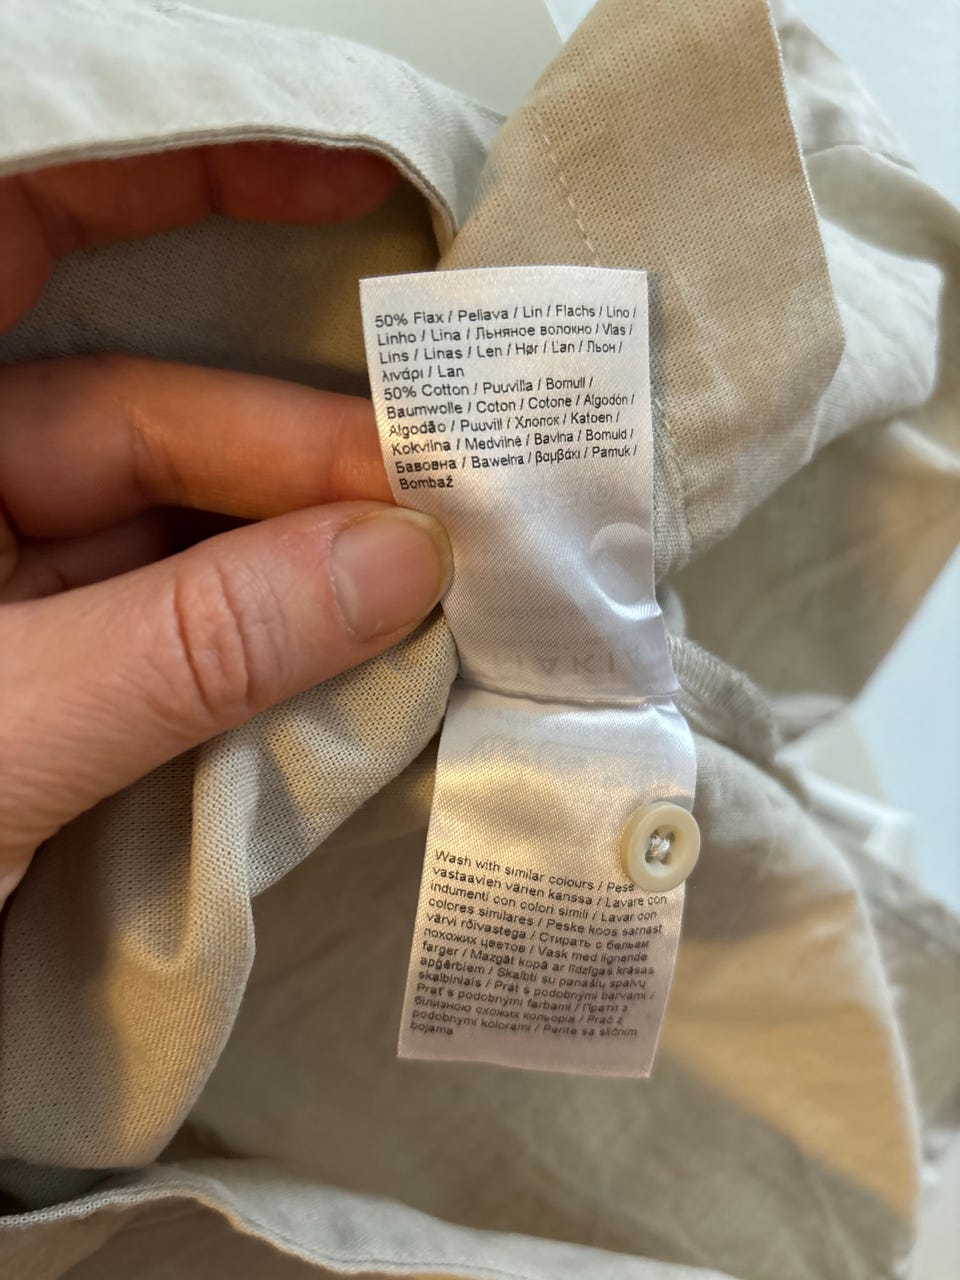 50% Flax / Pellava / Lin / Flachs / Lino /
Linho / Lina / Льняное волокно / Vlas /
Lins / Linas / Len / Hør / Ľan / Льон /
λινάρι / Lan
50% Cotton / Puuvilla / Bomull /
Baumwolle / Coton / Cotone / Algodón /
Algodão / Puuvill / Хлопок / Katoen /
Kokvilna / Medvilnė / Bavlna / Bomuld /
Бавовна / Bawełna / βαμβάκι / Pamuk /
Bombaž
Wash with similar colours / Pese
vastaavien värien kanssa / Lavare con
indumenti con colori simili / Lavar con
colores similares / Peske koos sarnast
värvi rõivastega / Стирать с бельем
похожих цветов / Vask med lignende
farger / Mazgāt kopā ar līdzīgas krāsas
apģērbiem / Skalbti su panašių spalvų
skalbiniais / Prát s podobnými barvami /
Prať s podobnými farbami / Прати з
білизною схожих кольорів / Prać z
podobnymi kolorami / Perite sa sličnim
bojama